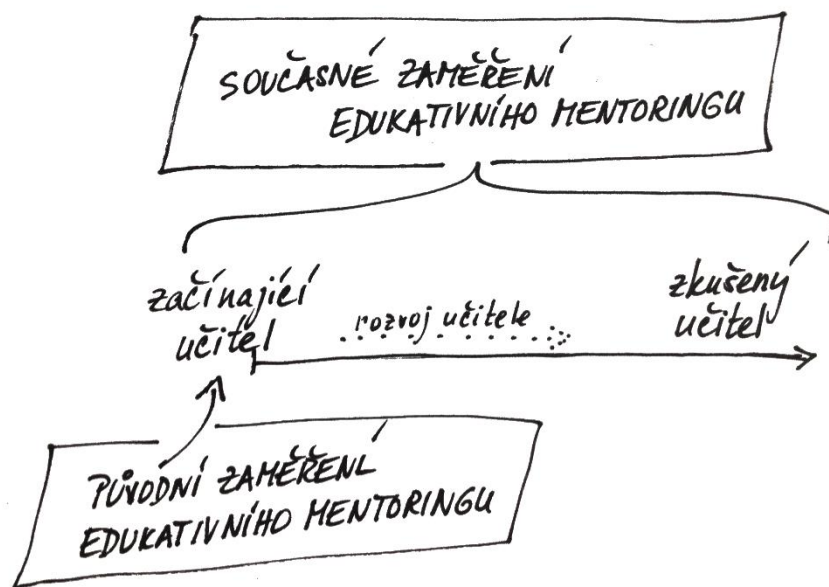 SOUČASNÉ ZAMĚŘENÍ
EDUKATIVNÍHO MENTORINGU
začínající
učitel
rozvoj učitele
zkušený
učitel
PŮVODNÍ ZAMĚŘENÍ
EDUKATIVNÍHO MENTORINGU